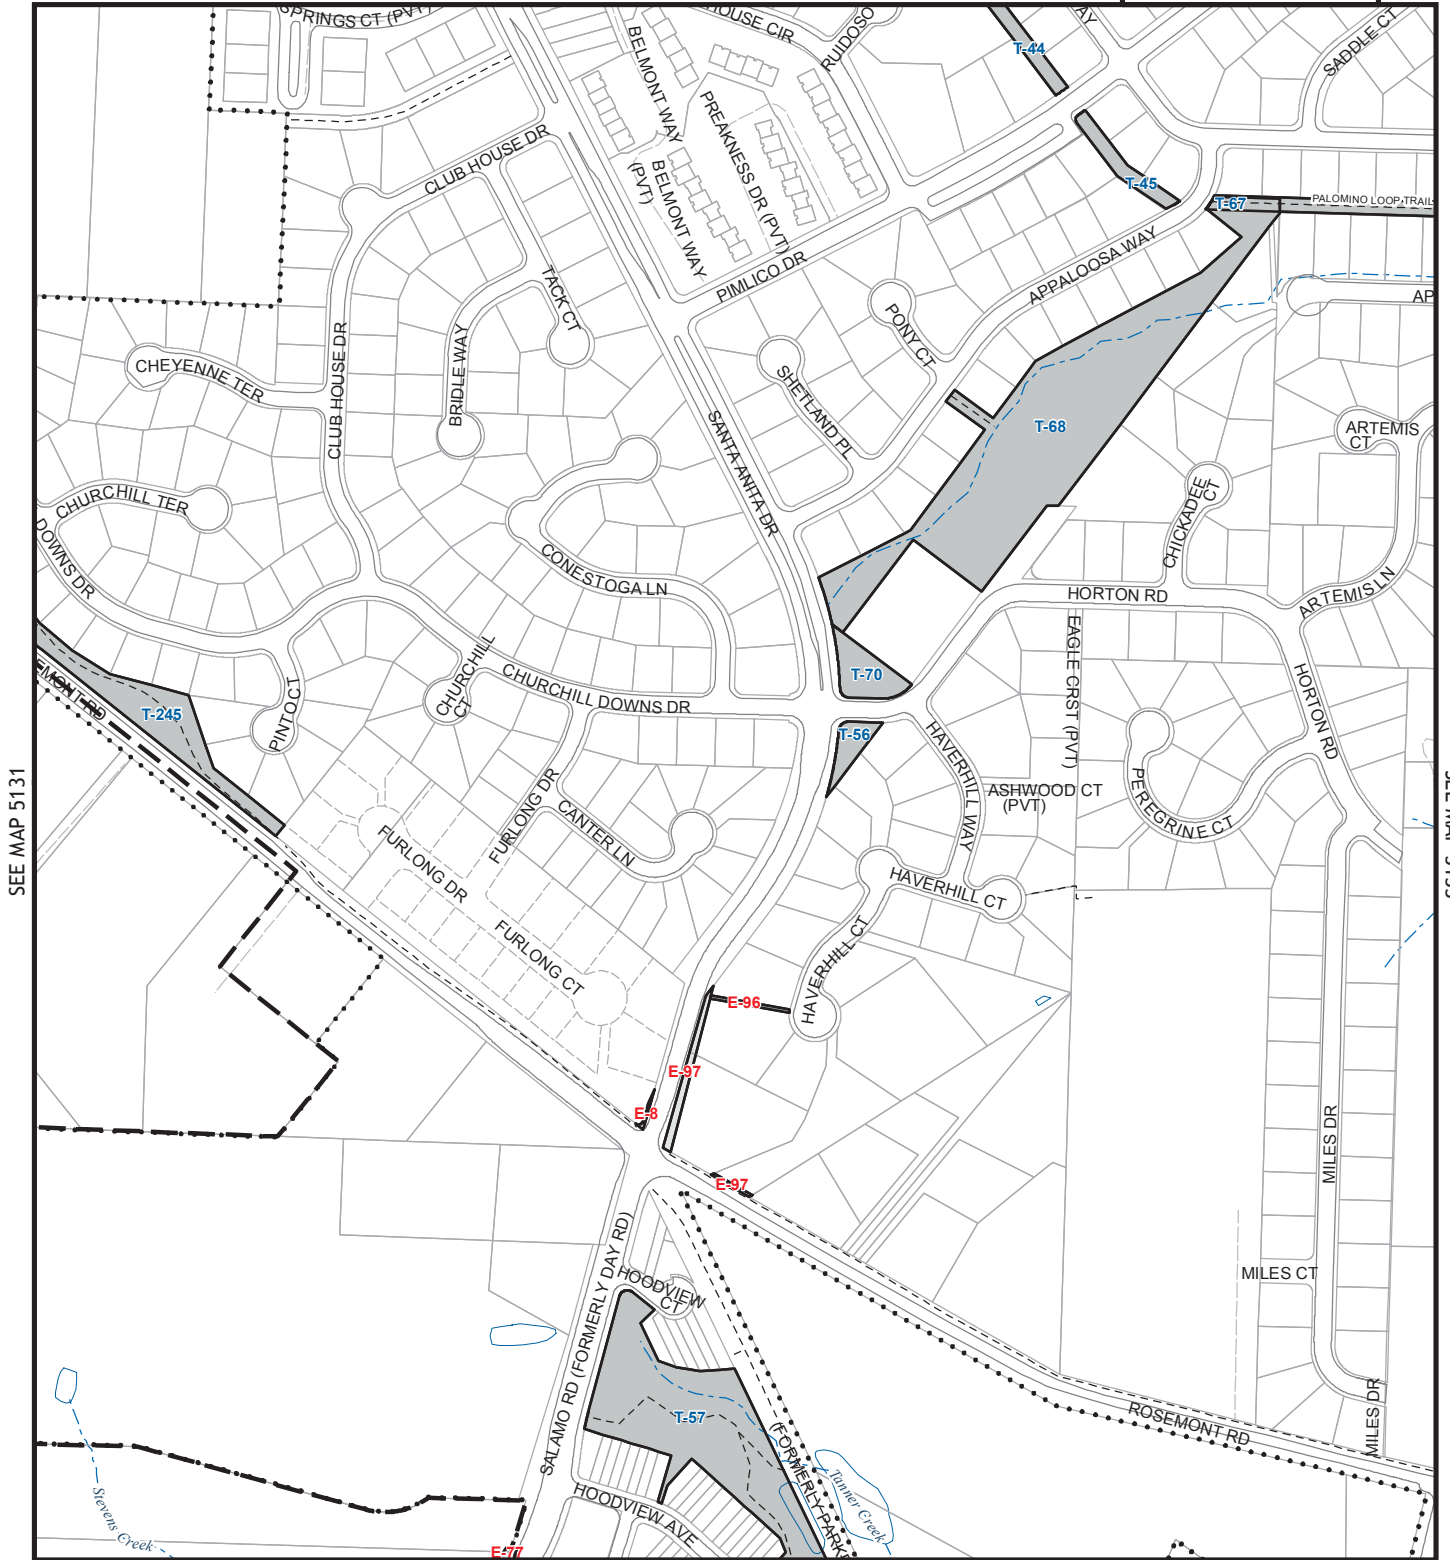 SPRINGS CT (PVT)
HOUSE CIR
RUIDOSO
AY
SADDLE CT
T-44
BELMONT WAY
(PVT)
BELMONT WAY
PREAKNESS DR (PVT)
CLUB HOUSE DR
T-45
T-67
PALOMINO LOOP TRAIL
PIMLICO DR
APPALOOSA WAY
AP
TACK CT
BRIDLE WAY
CLUB HOUSE DR
CHEYENNE TER
PONY CT
SHETLAND PL
SANTA ANITA DR
T-68
ARTEMIS
CT
CHICKADEE
CT
CHURCHILL TER
DOWNS DR
CONESTOGA LN
HORTON RD
ARTEMIS LN
EAGLE CRST (PVT)
HORTON RD
CHURCHILL
CT
CHURCHILL DOWNS DR
PINTO CT
EMONT RD
T-245
T-70
T-56
HAVERHILL WAY
ASHWOOD CT
(PVT)
PEREGRINE CT
SEE MAP 5131
FURLONG DR
FURLONG DR
CANTER LN
FURLONG CT
HAVERHILL CT
HAVERHILL CT
E-96
E-97
E-8
E-97
MILES DR
MILES CT
MILES DR
ROSEMONT RD
SALAMO RD (FORMERLY DAY RD)
HOODVIEW
CT
T-57
(FORMERLY PARK
Tanner Creek
HOODVIEW AVE
Stevens Creek
E-77